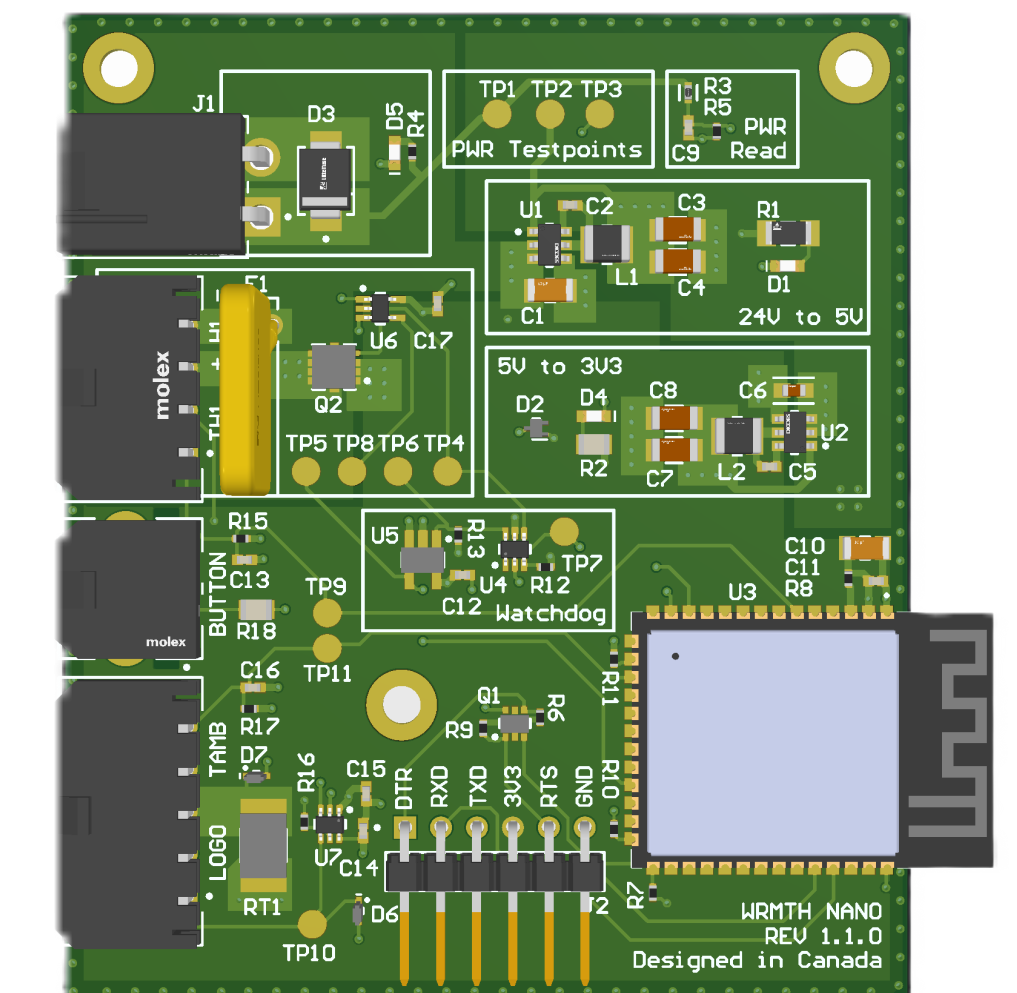 J1
D3
D5
R4
TP1 TP2 TP3
PWR Testpoints
R3
R5
C9
PWR
Read
U1
C2
C3
R1
L1
C4
D1
C1
24V to 5V
F1
H1
+
TH1
molex
U6
C17
Q2
TP5 TP8 TP6 TP4
5V to 3V3
D2
D4
C8
C6
U2
R2
C7
L2
C5
R15
C13
BUTTON
R18
molex
TP9
TP11
U5
R13
U4
C12
R12
TP7
Watchdog
C10
C11
R8
U3
C16
R17
TAMB
D7
R16
C15
LOGO
U7
C14
RT1
D6
TP10
Q1
R6
R9
R11
R10
DTR
RXD
TXD
3V3
RTS
GND
R7
WRMTH NANO
REV 1.1.0
Designed in Canada